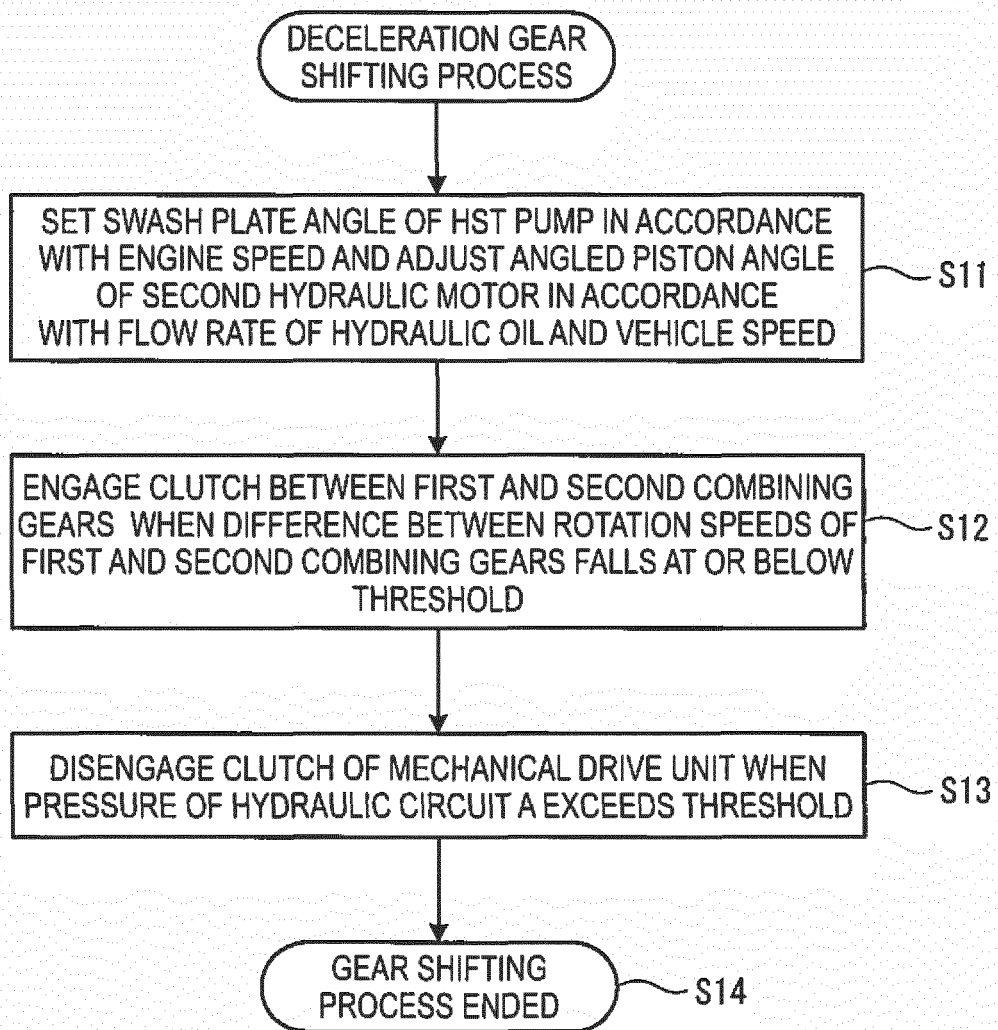 DECELERATION GEAR
SHIFTING PROCESS
SET SWASH PLATE ANGLE OF HST PUMP IN ACCORDANCE
WITH ENGINE SPEED AND ADJUST ANGLED PISTON ANGLE
OF SECOND HYDRAULIC MOTOR IN ACCORDANCE
WITH FLOW RATE OF HYDRAULIC OIL AND VEHICLE SPEED
S11
ENGAGE CLUTCH BETWEEN FIRST AND SECOND COMBINING
GEARS WHEN DIFFERENCE BETWEEN ROTATION SPEEDS OF
FIRST AND SECOND COMBINING GEARS FALLS AT OR BELOW
THRESHOLD
S12
DISENGAGE CLUTCH OF MECHANICAL DRIVE UNIT WHEN
PRESSURE OF HYDRAULIC CIRCUIT A EXCEEDS THRESHOLD
S13
GEAR SHIFTING
PROCESS ENDED
S14